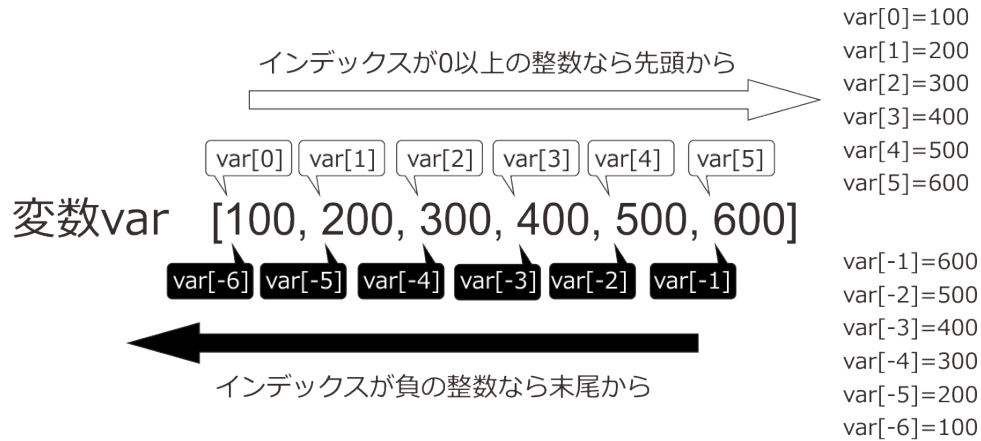 インデックスが0以上の整数なら先頭から
var[0] var[1] var[2] var[3] var[4] var[5]
変数var [100, 200, 300, 400, 500, 600]
var[-6] var[-5] var[-4] var[-3] var[-2] var[-1]
インデックスが負の整数なら末尾から
var[0]=100
var[1]=200
var[2]=300
var[3]=400
var[4]=500
var[5]=600
var[-1]=600
var[-2]=500
var[-3]=400
var[-4]=300
var[-5]=200
var[-6]=100